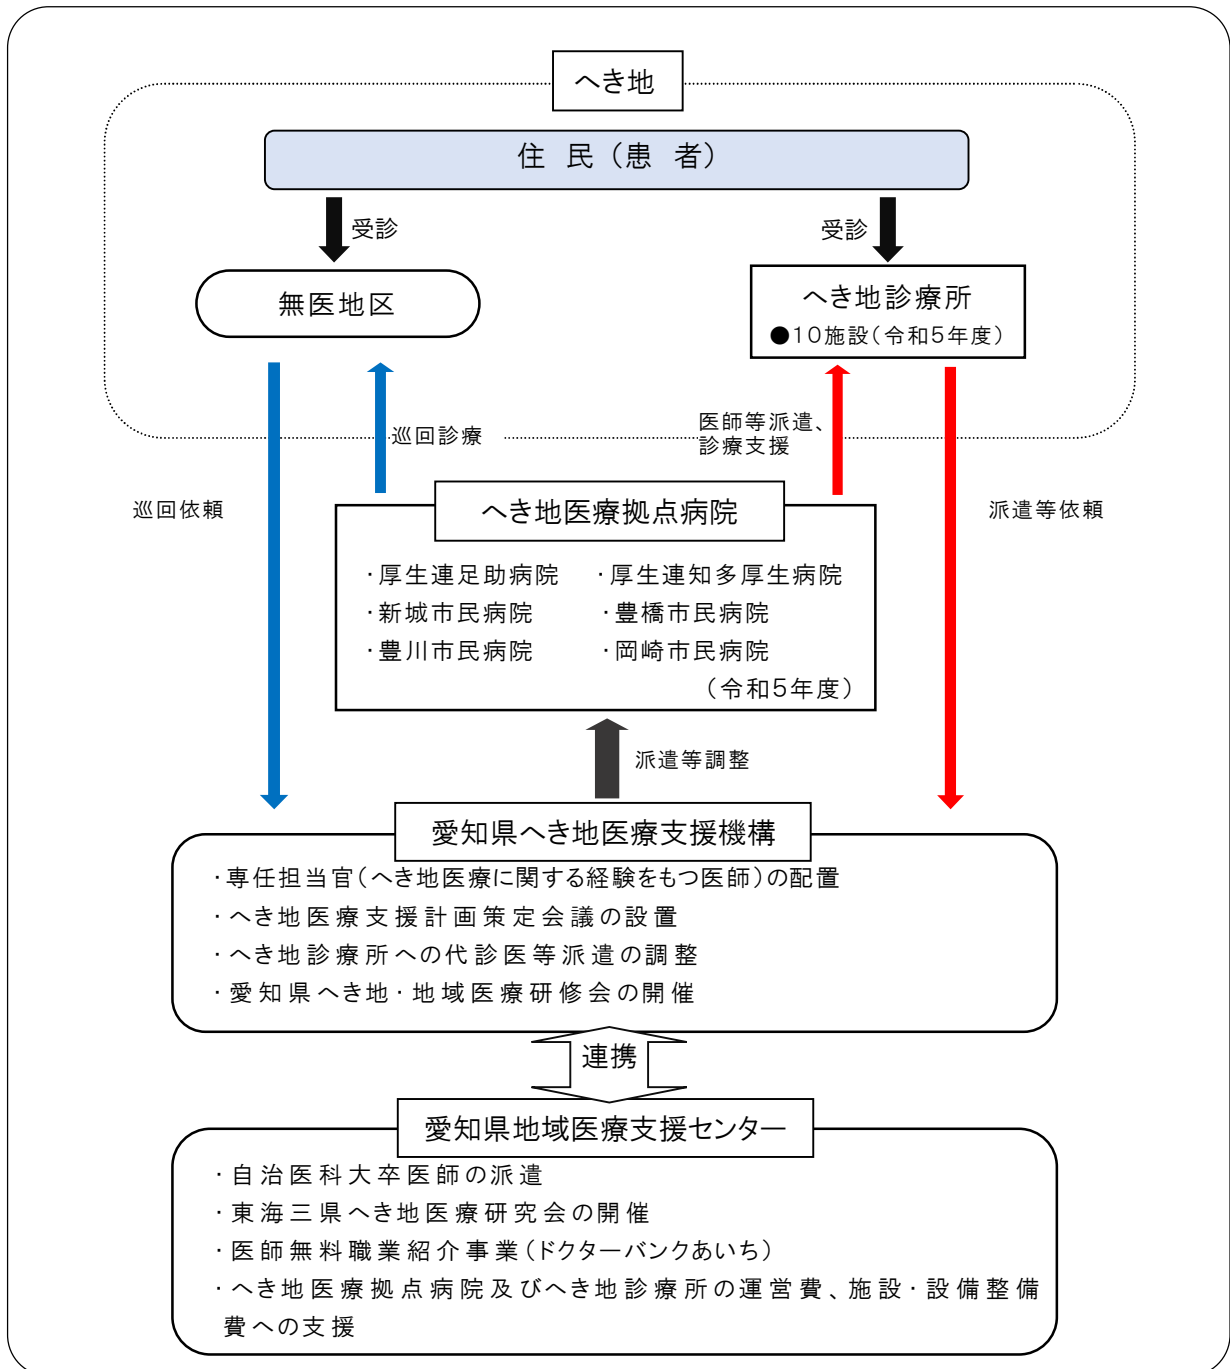 へき地
住 民（患 者）
受診
受診
無医地区
へき地診療所
●10施設（令和5年度）
巡回診療
医師等派遣、
診療支援
巡回依頼
派遣等依頼
へき地医療拠点病院
・厚生連足助病院 ・厚生連知多厚生病院
・新城市民病院 ・豊橋市民病院
・豊川市民病院 ・岡崎市民病院
（令和5年度）
派遣等調整
愛知県へき地医療支援機構
・専任担当官（へき地医療に関する経験をもつ医師）の配置
・へき地医療支援計画策定会議の設置
・へき地診療所への代診医等派遣の調整
・愛知県へき地・地域医療研修会の開催
連携
愛知県地域医療支援センター
・自治医科大卒医師の派遣
・東海三県へき地医療研究会の開催
・医師無料職業紹介事業（ドクターバンクあいち）
・へき地医療拠点病院及びへき地診療所の運営費、施設・設備整備
費への支援